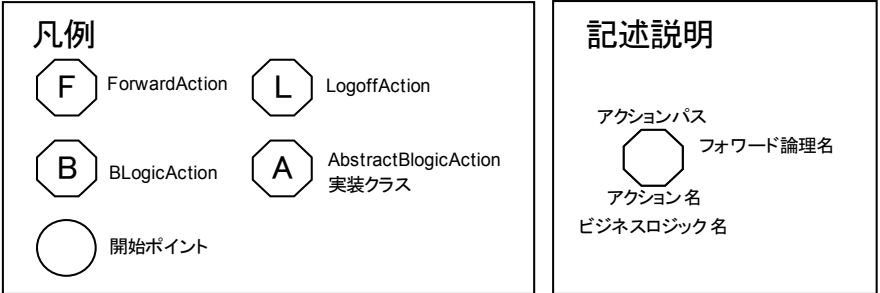 凡例
F ForwardAction
L LogoffAction
B BLogicAction
A AbstractBlogicAction
実装クラス
開始ポイント
記述説明
アクションパス
フォワード論理名
アクション名
ビジネスロジック名